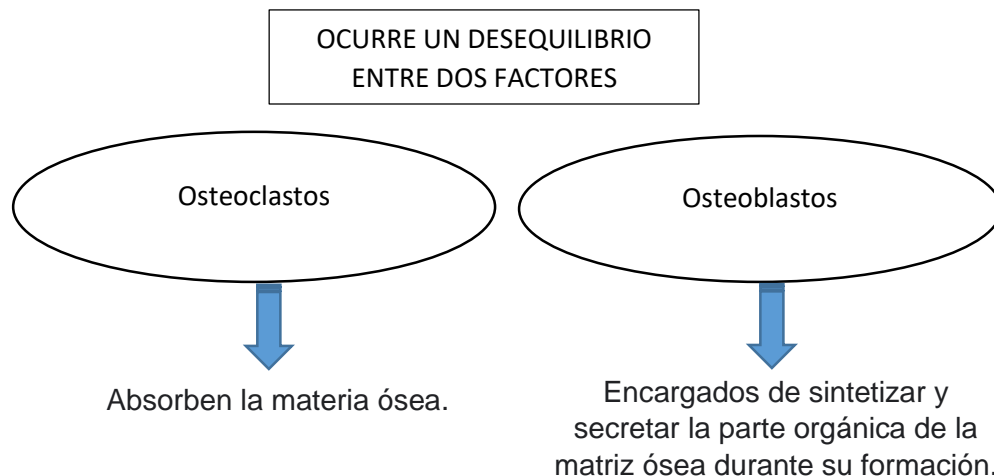 OCURRE UN DESEQUILIBRIO
ENTRE DOS FACTORES
Osteoclastos
Osteoblastos
Absorben la materia ósea.
Encargados de sintetizar y
secretar la parte orgánica de la
matriz ósea durante su formación.